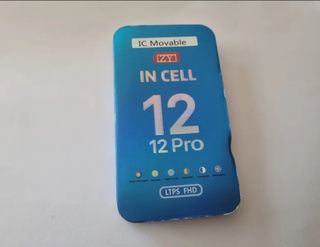 IC Movable
ZY
IN CELL
12
12 Pro
LTPS FHD